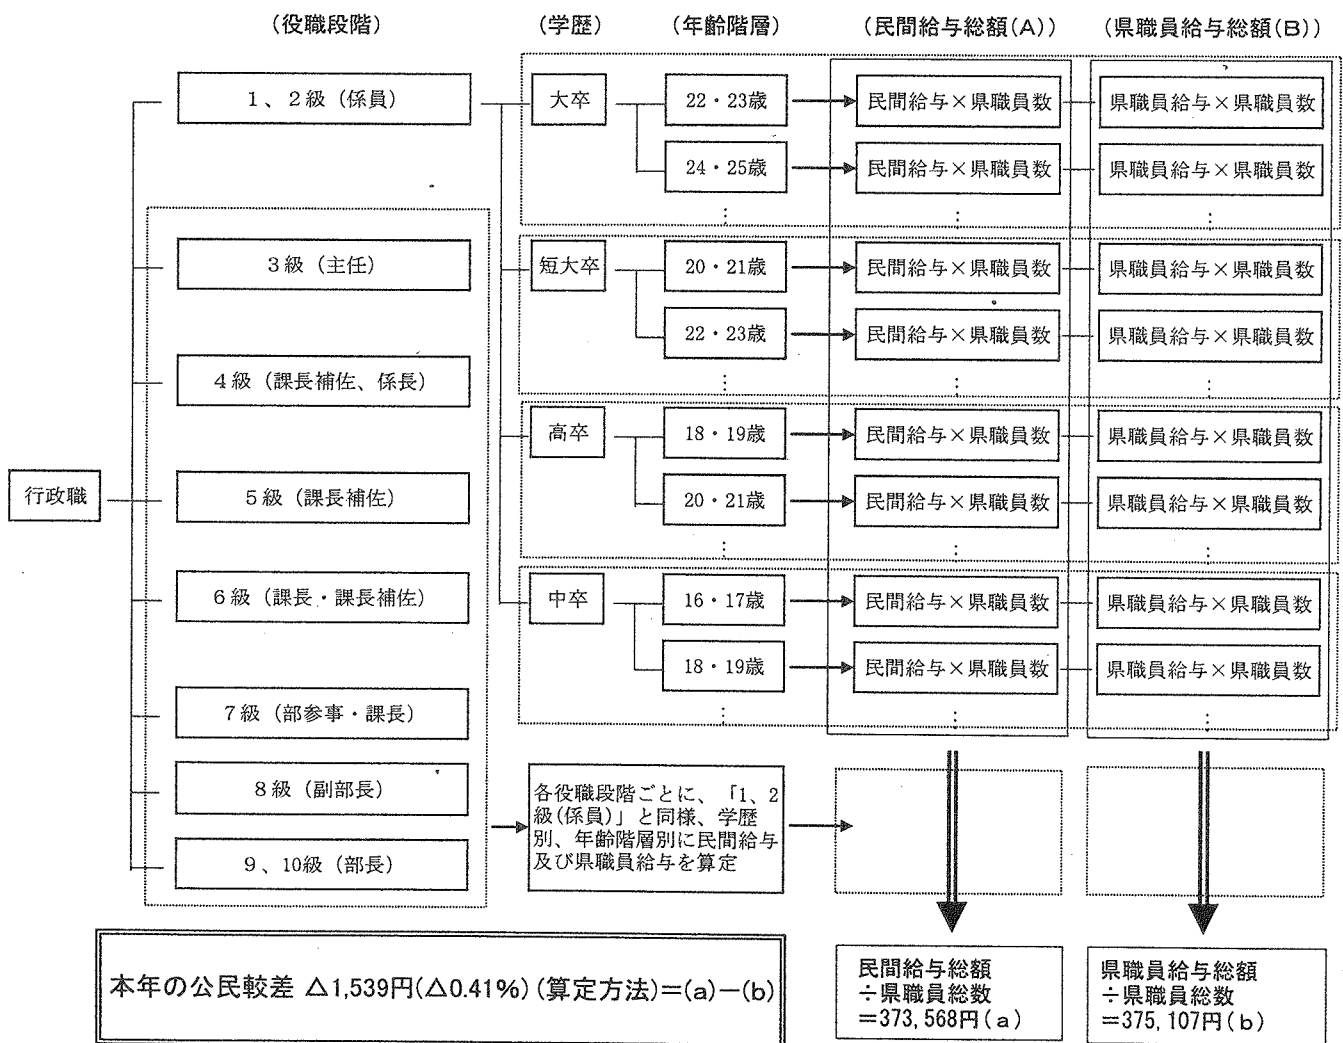 (役職段階)
(学歴)
(年齢階層)
(民間給与総額(A))
(県職員給与総額(B))
行政職
1、2級(係員)
3級(主任)
4級(課長補佐、係長)
5級(課長補佐)
6級(課長・課長補佐)
7級(部参事・課長)
8級(副部長)
9、10級(部長)
大卒
22・23歳
民間給与×県職員数
県職員給与×県職員数
24・25歳
民間給与×県職員数
県職員給与×県職員数
短大卒
20・21歳
民間給与×県職員数
県職員給与×県職員数
22・23歳
民間給与×県職員数
県職員給与×県職員数
高卒
18・19歳
民間給与×県職員数
県職員給与×県職員数
20・21歳
民間給与×県職員数
県職員給与×県職員数
中卒
16・17歳
民間給与×県職員数
県職員給与×県職員数
18・19歳
民間給与×県職員数
県職員給与×県職員数
各役職段階ごとに、「1、2
級(係員)」と同様、学歴
別、年齢階層別に民間給与
及び県職員給与を算定
本年の公民較差 △1,539円(△0.41%)(算定方法)=(a)-(b)
民間給与総額
÷県職員総数
=373,568円(a)
県職員給与総額
÷県職員総数
=375,107円(b)